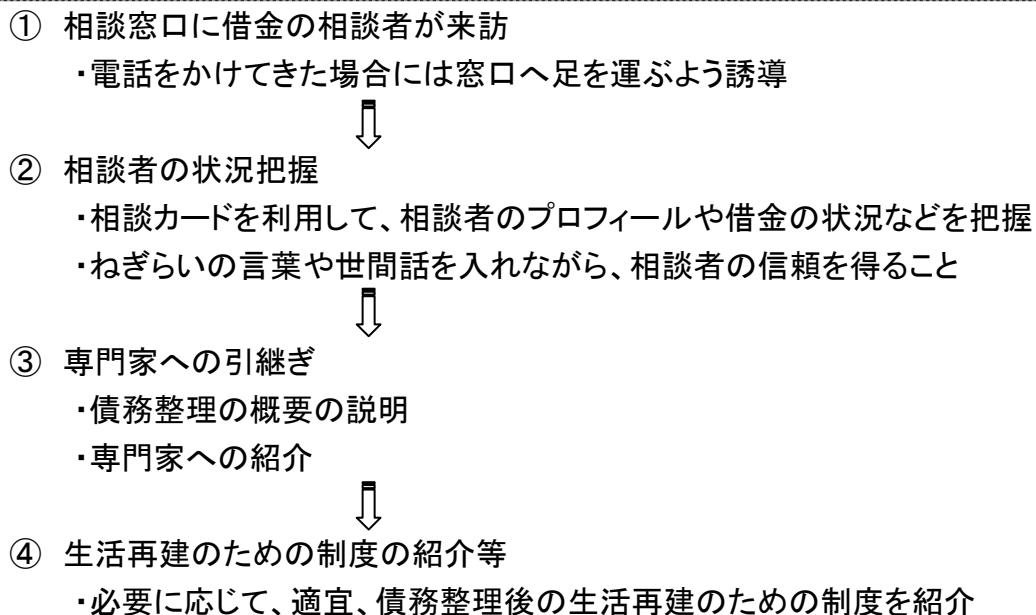 ① 相談窓口に借金の相談者が来訪
・電話をかけてきた場合には窓口へ足を運ぶよう誘導
② 相談者の状況把握
・相談カードを利用して、相談者のプロフィールや借金の状況などを把握
・ねぎらいの言葉や世間話を入れながら、相談者の信頼を得ること
③ 専門家への引継ぎ
・債務整理の概要の説明
・専門家への紹介
④ 生活再建のための制度の紹介等
・必要に応じて、適宜、債務整理後の生活再建のための制度を紹介